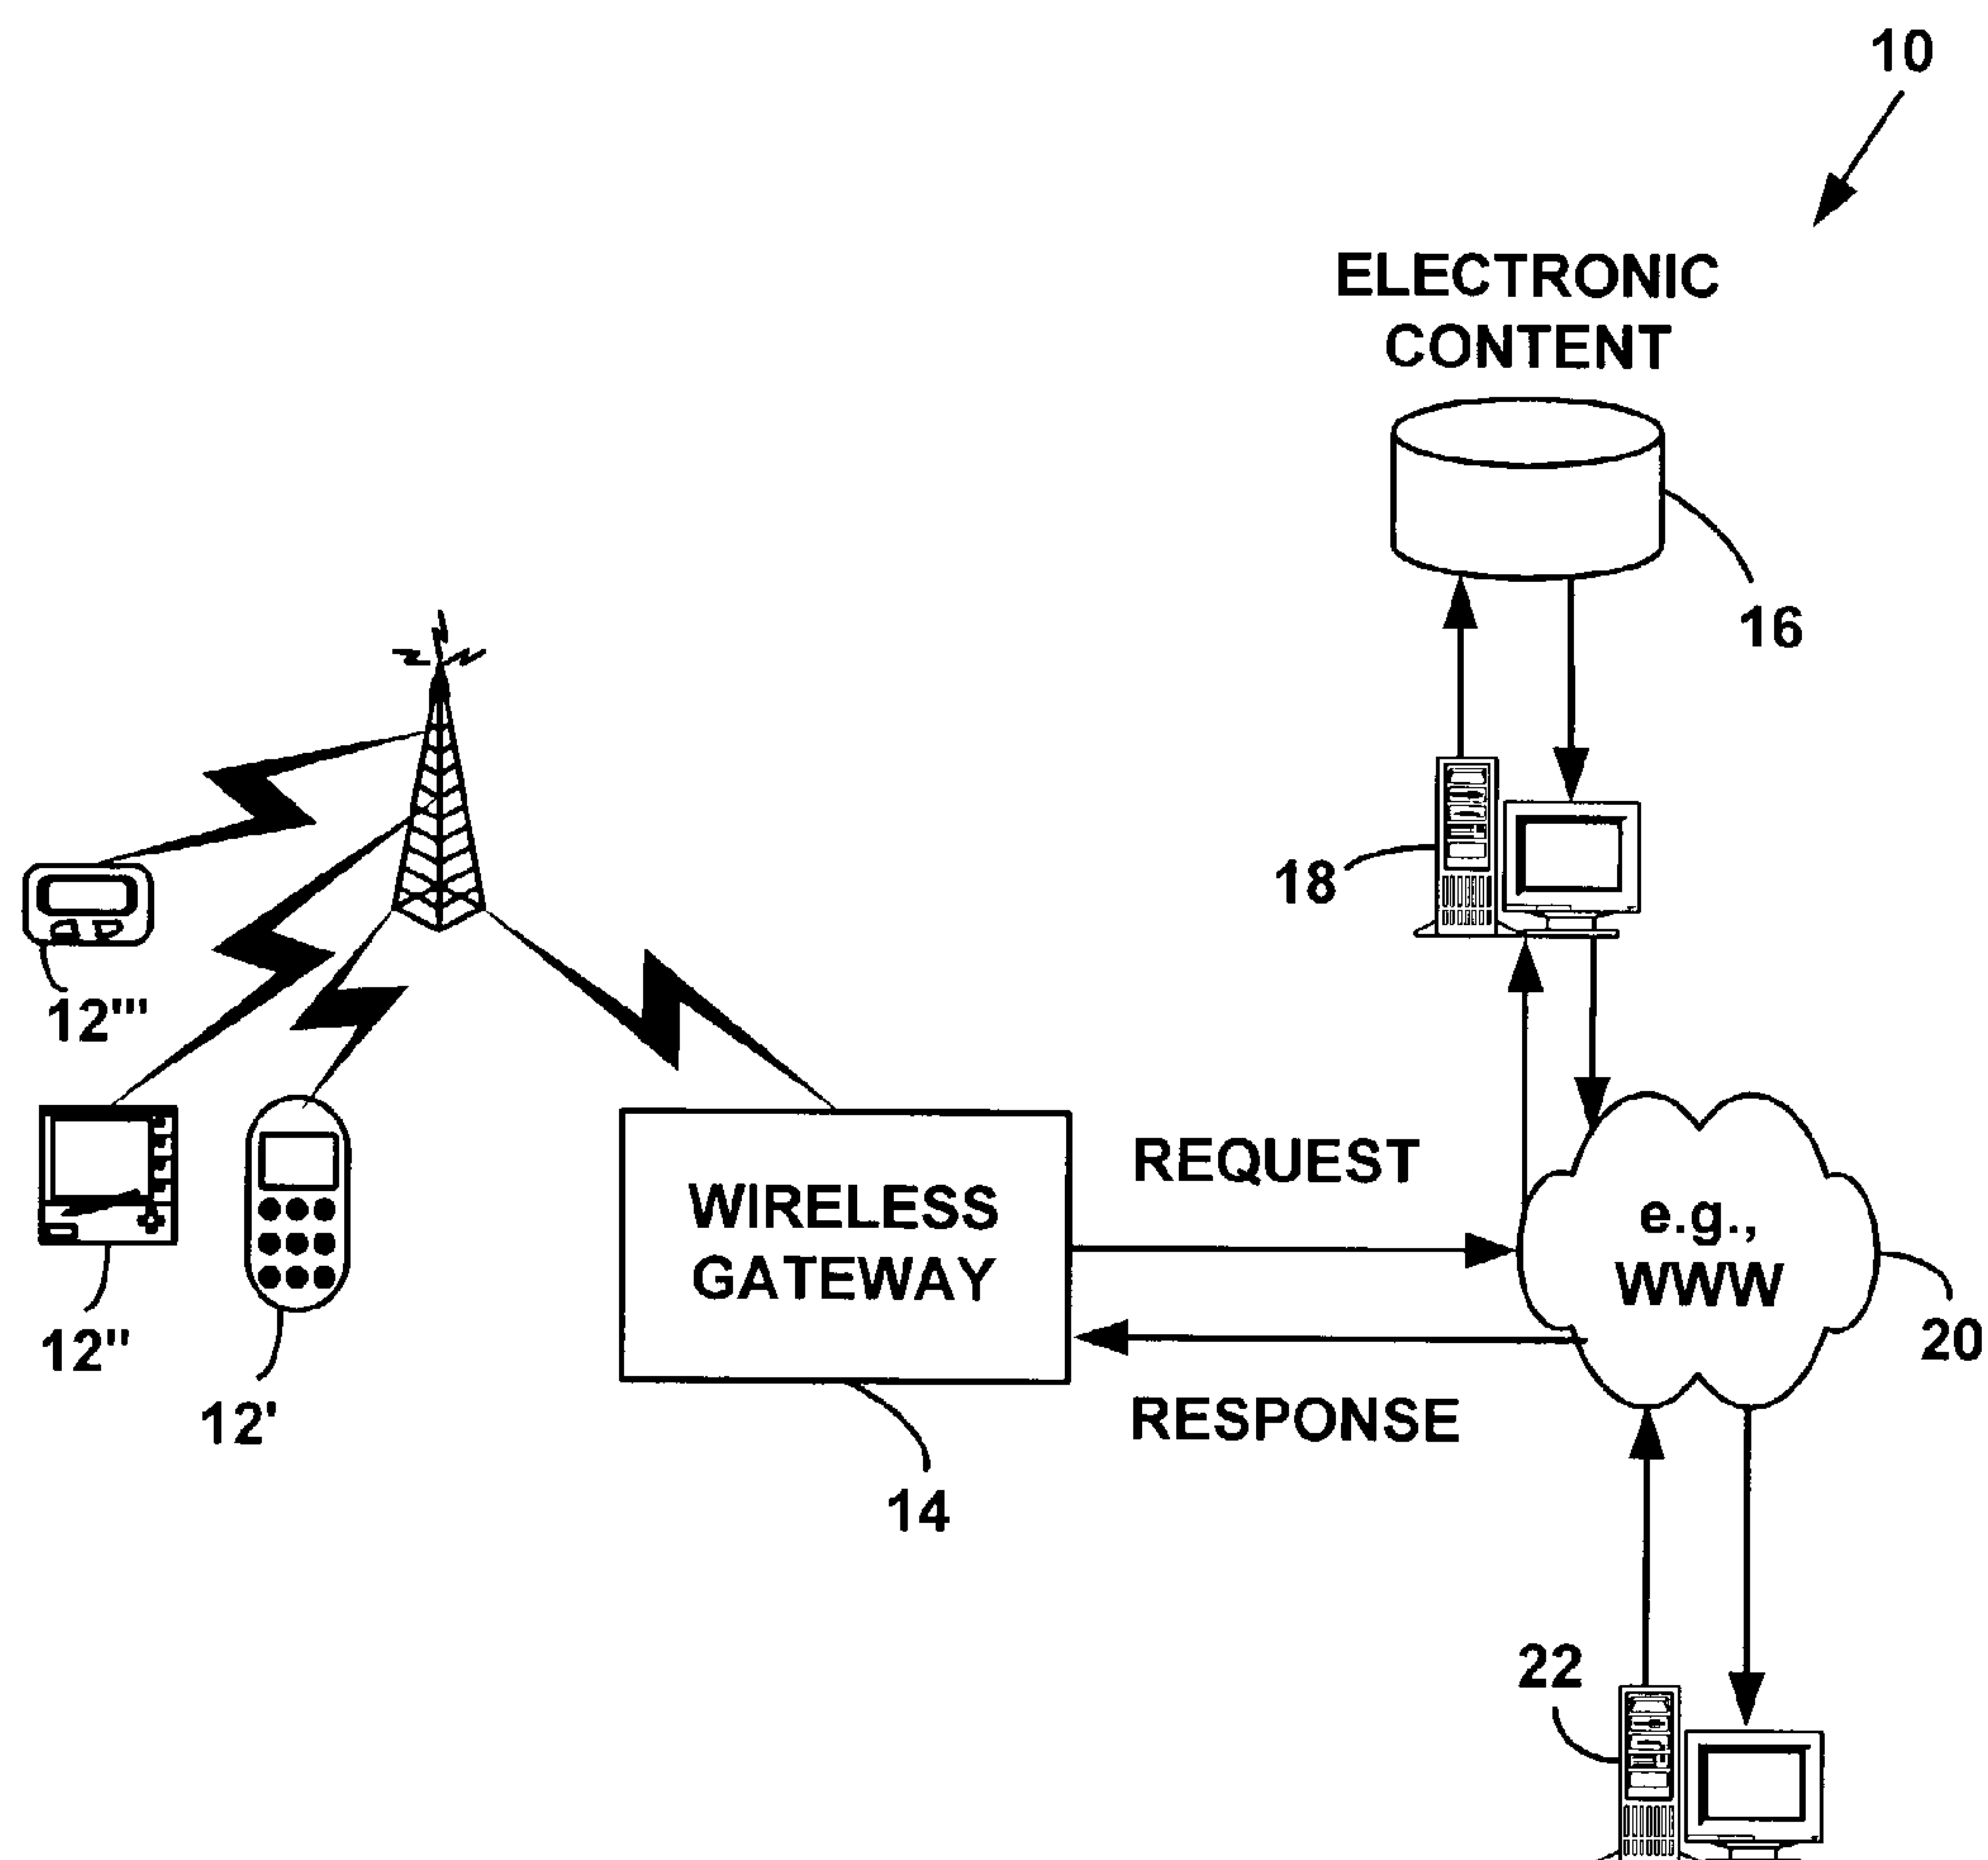 10
ELECTRONIC
CONTENT
16
18
12'''
WIRELESS
GATEWAY
REQUEST
e.g.,
WWW
20
12''
12'
RESPONSE
14
22